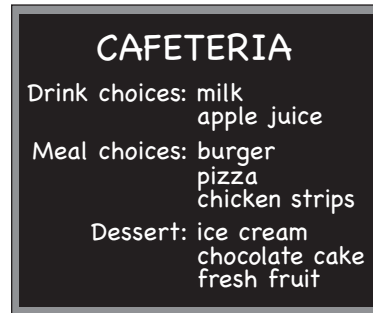 CAFETERIA
Drink choices: milk
apple juice
Meal choices: burger
pizza
chicken strips
Dessert: ice cream
chocolate cake
fresh fruit